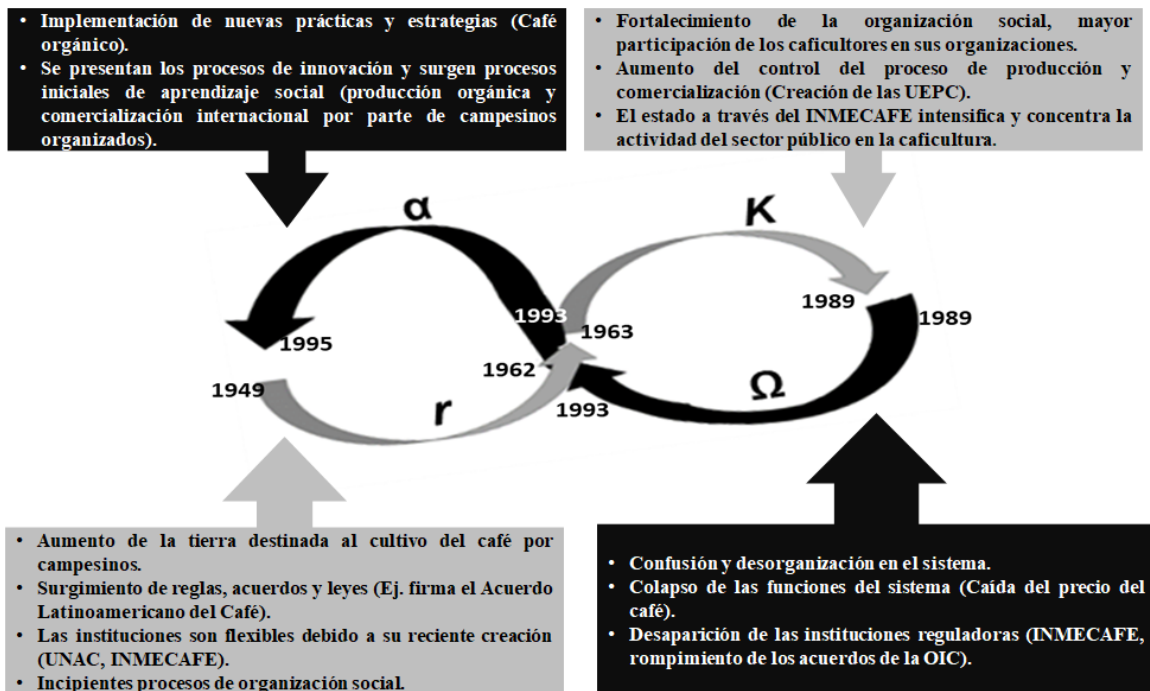 • Implementación de nuevas prácticas y estrategias (Café
orgánico).
• Se presentan los procesos de innovación y surgen procesos
iniciales de aprendizaje social (producción orgánica y
comercialización internacional por parte de campesinos
organizados).
• Fortalecimiento de la organización social, mayor
participación de los caficultores en sus organizaciones.
• Aumento del control del proceso de producción y
comercialización (Creación de las UEPC).
• El estado a través del INMECAFE intensifica y concentra la
actividad del sector público en la caficultura.
α
K
1993
1963
1989
1989
1995
1962
1949
r
1993
Ω
• Aumento de la tierra destinada al cultivo del café por
campesinos.
• Surgimiento de reglas, acuerdos y leyes (Ej. firma el Acuerdo
Latinoamericano del Café).
• Las instituciones son flexibles debido a su reciente creación
(UNAC, INMECAFE).
• Incipientes procesos de organización social.
• Confusión y desorganización en el sistema.
• Colapso de las funciones del sistema (Caída del precio del
café).
• Desaparición de las instituciones reguladoras (INMECAFE,
rompimiento de los acuerdos de la OIC).